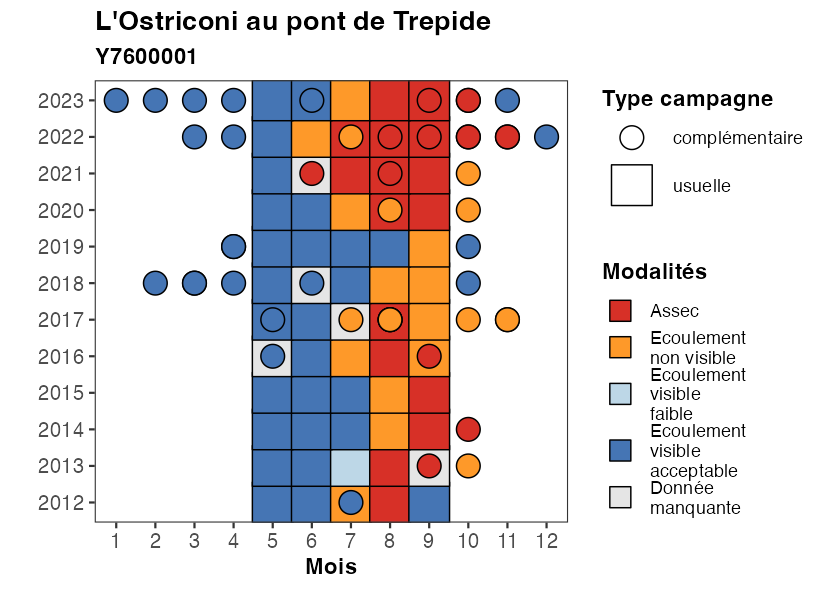 L'Ostriconi au pont de Trepide
Y7600001
2023
2022
2021
2020
2019
2018
2017
2016
2015
2014
2013
2012
1 2 3 4 5 6 7 8 9 10 11 12
Mois
Type campagne
complémentaire
usuelle
Modalités
Assec
Ecoulement
non visible
Ecoulement
visible
faible
Ecoulement
visible
acceptable
Donnée
manquante